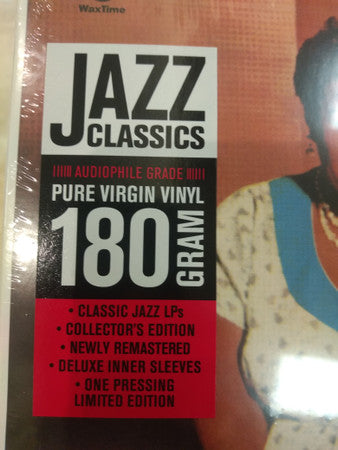 WaxTime
JAZZ
CLASSICS
AUDIOPHILE GRADE
PURE VIRGIN VINYL
180
GRAM
• CLASSIC JAZZ LPs
• COLLECTOR'S EDITION
• NEWLY REMASTERED
• DELUXE INNER SLEEVES
• ONE PRESSING
LIMITED EDITION